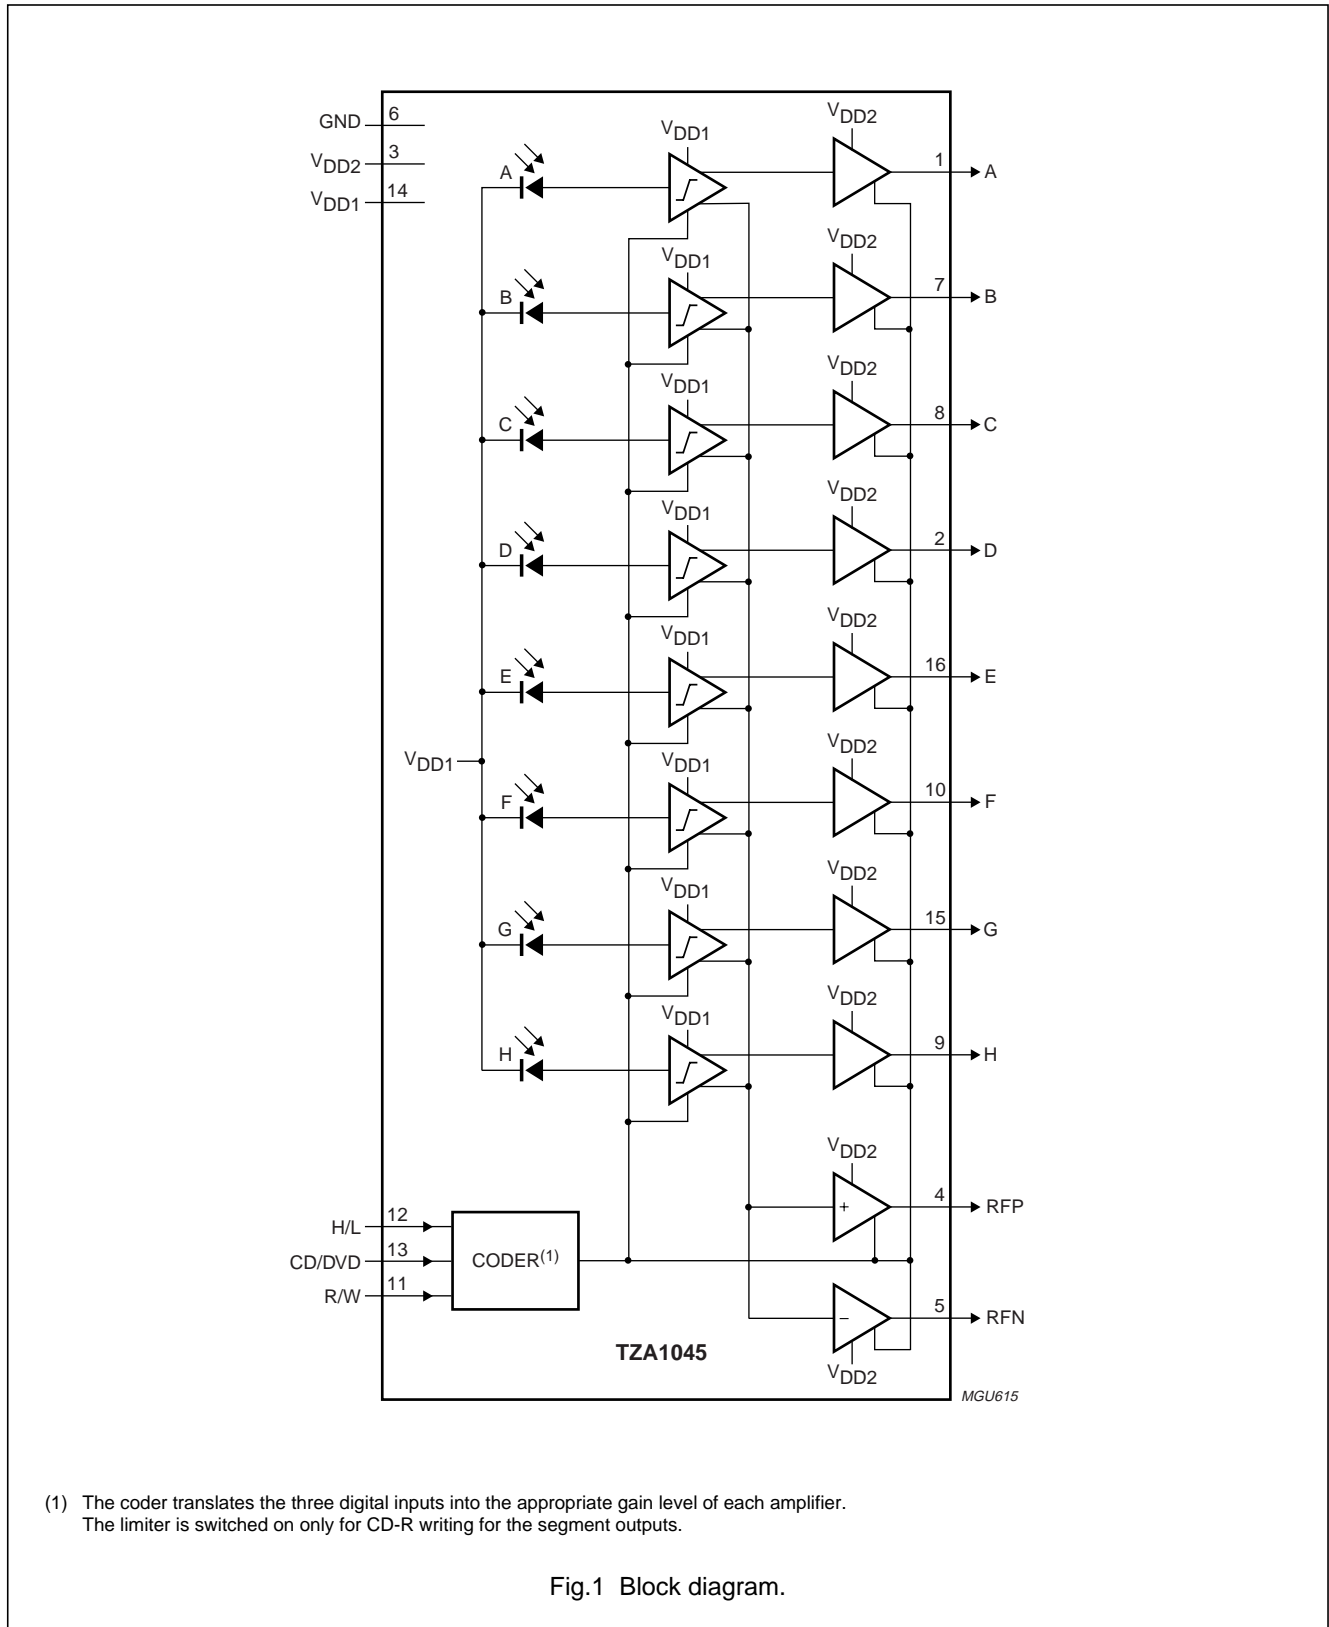 GND 6
VDD2 3
VDD1 14
A VDD1 VDD2 1 A
B VDD1 VDD2 7 B
C VDD1 VDD2 8 C
D VDD1 VDD2 2 D
E VDD1 VDD2 16 E
VDD1
F VDD1 VDD2 10 F
G VDD1 VDD2 15 G
H VDD1 VDD2 9 H
VDD2
+ 4 RFP
H/L 12
CD/DVD 13
R/W 11
CODER(1)
− 5 RFN
VDD2
TZA1045
MGU615
(1) The coder translates the three digital inputs into the appropriate gain level of each amplifier.
The limiter is switched on only for CD-R writing for the segment outputs.
Fig.1 Block diagram.